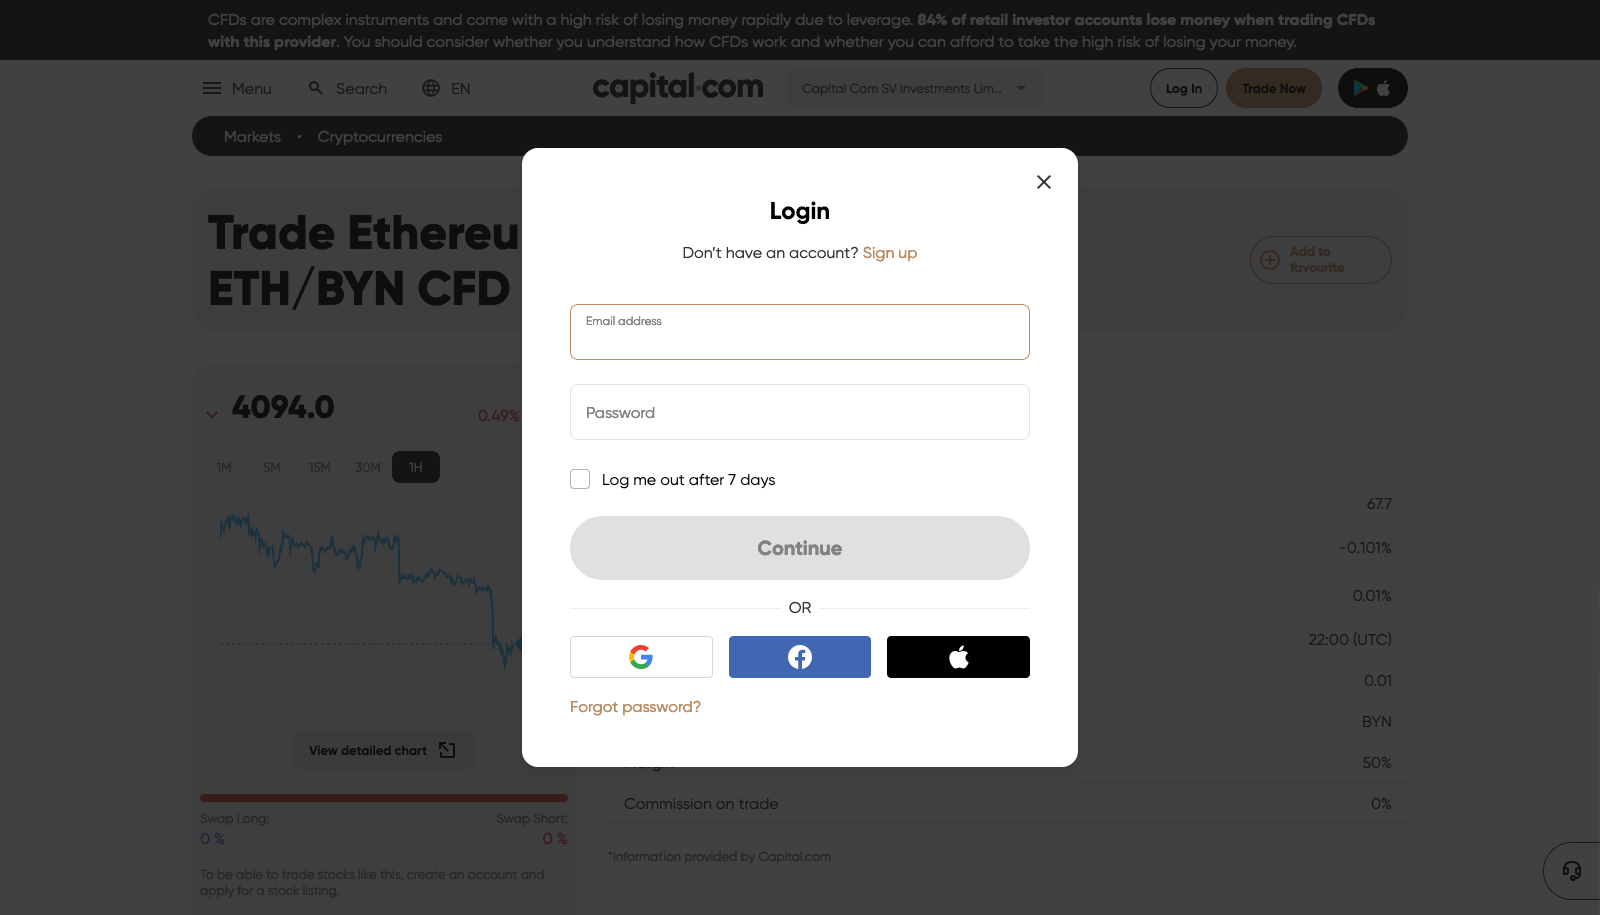 CFDs are complex instruments and come with a high risk of losing money rapidly due to leverage. 84% of retail investor accounts lose money when trading CFDs
with this provider. You should consider whether you understand how CFDs work and whether you can afford to take the high risk of losing your money.
Menu
Search
EN
capital.com
Capital Com SV Investments Lim...
Log In
Trade Now
Markets • Cryptocurrencies
Trade Ethereu
ETH/BYN CFD
Add to
favourite
4094.0
0.49%
1M 5M 15M 30M 1H
View detailed chart
Swap Long:
0 %
Swap Short:
0 %
To be able to trade stocks like this, create an account and
apply for a stock listing.
Login
Don't have an account? Sign up
Email address
Password
Log me out after 7 days
Continue
OR
Forgot password?
67.7
-0.101%
0.01%
22:00 (UTC)
0.01
BYN
50%
Commission on trade 0%
*Information provided by Capital.com